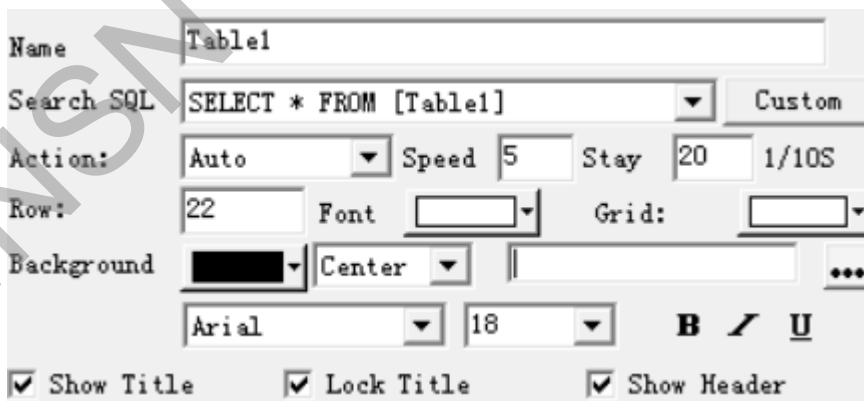 Name Table1
Search SQL SELECT * FROM [Table1] Custom
Action: Auto Speed 5 Stay 20 1/10S
Row: 22 Font Grid:
Background Center ...
Arial 18 B I U
Show Title Lock Title Show Header